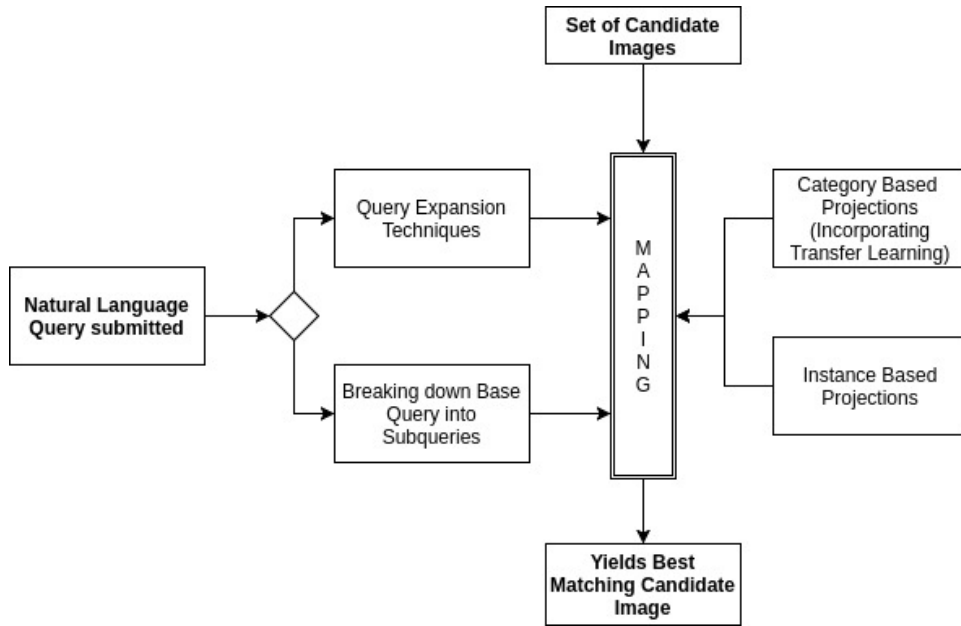 Set of Candidate
Images
Query Expansion
Techniques
Category Based
Projections
(Incorporating
Transfer Learning)
Natural Language
Query submitted
M
A
P
P
I
N
G
Breaking down Base
Query into
Subqueries
Instance Based
Projections
Yields Best
Matching Candidate
Image